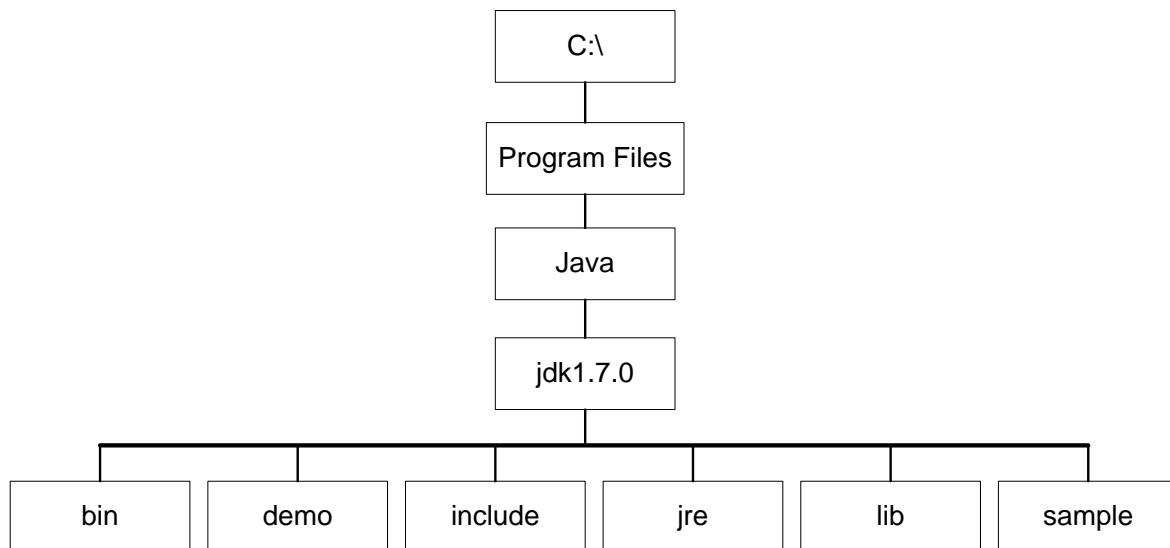 C:\
Program Files
Java
jdk1.7.0
bin
demo
include
jre
lib
sample